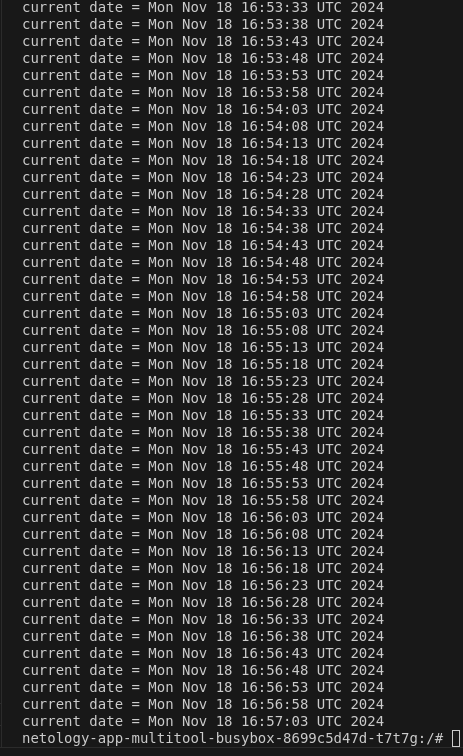 current date = Mon Nov 18 16:53:33 UTC 2024
current date = Mon Nov 18 16:53:38 UTC 2024
current date = Mon Nov 18 16:53:43 UTC 2024
current date = Mon Nov 18 16:53:48 UTC 2024
current date = Mon Nov 18 16:53:53 UTC 2024
current date = Mon Nov 18 16:53:58 UTC 2024
current date = Mon Nov 18 16:54:03 UTC 2024
current date = Mon Nov 18 16:54:08 UTC 2024
current date = Mon Nov 18 16:54:13 UTC 2024
current date = Mon Nov 18 16:54:18 UTC 2024
current date = Mon Nov 18 16:54:23 UTC 2024
current date = Mon Nov 18 16:54:28 UTC 2024
current date = Mon Nov 18 16:54:33 UTC 2024
current date = Mon Nov 18 16:54:38 UTC 2024
current date = Mon Nov 18 16:54:43 UTC 2024
current date = Mon Nov 18 16:54:48 UTC 2024
current date = Mon Nov 18 16:54:53 UTC 2024
current date = Mon Nov 18 16:54:58 UTC 2024
current date = Mon Nov 18 16:55:03 UTC 2024
current date = Mon Nov 18 16:55:08 UTC 2024
current date = Mon Nov 18 16:55:13 UTC 2024
current date = Mon Nov 18 16:55:18 UTC 2024
current date = Mon Nov 18 16:55:23 UTC 2024
current date = Mon Nov 18 16:55:28 UTC 2024
current date = Mon Nov 18 16:55:33 UTC 2024
current date = Mon Nov 18 16:55:38 UTC 2024
current date = Mon Nov 18 16:55:43 UTC 2024
current date = Mon Nov 18 16:55:48 UTC 2024
current date = Mon Nov 18 16:55:53 UTC 2024
current date = Mon Nov 18 16:55:58 UTC 2024
current date = Mon Nov 18 16:56:03 UTC 2024
current date = Mon Nov 18 16:56:08 UTC 2024
current date = Mon Nov 18 16:56:13 UTC 2024
current date = Mon Nov 18 16:56:18 UTC 2024
current date = Mon Nov 18 16:56:23 UTC 2024
current date = Mon Nov 18 16:56:28 UTC 2024
current date = Mon Nov 18 16:56:33 UTC 2024
current date = Mon Nov 18 16:56:38 UTC 2024
current date = Mon Nov 18 16:56:43 UTC 2024
current date = Mon Nov 18 16:56:48 UTC 2024
current date = Mon Nov 18 16:56:53 UTC 2024
current date = Mon Nov 18 16:56:58 UTC 2024
current date = Mon Nov 18 16:57:03 UTC 2024
netology-app-multitool-busybox-8699c5d47d-t7t7g:/#